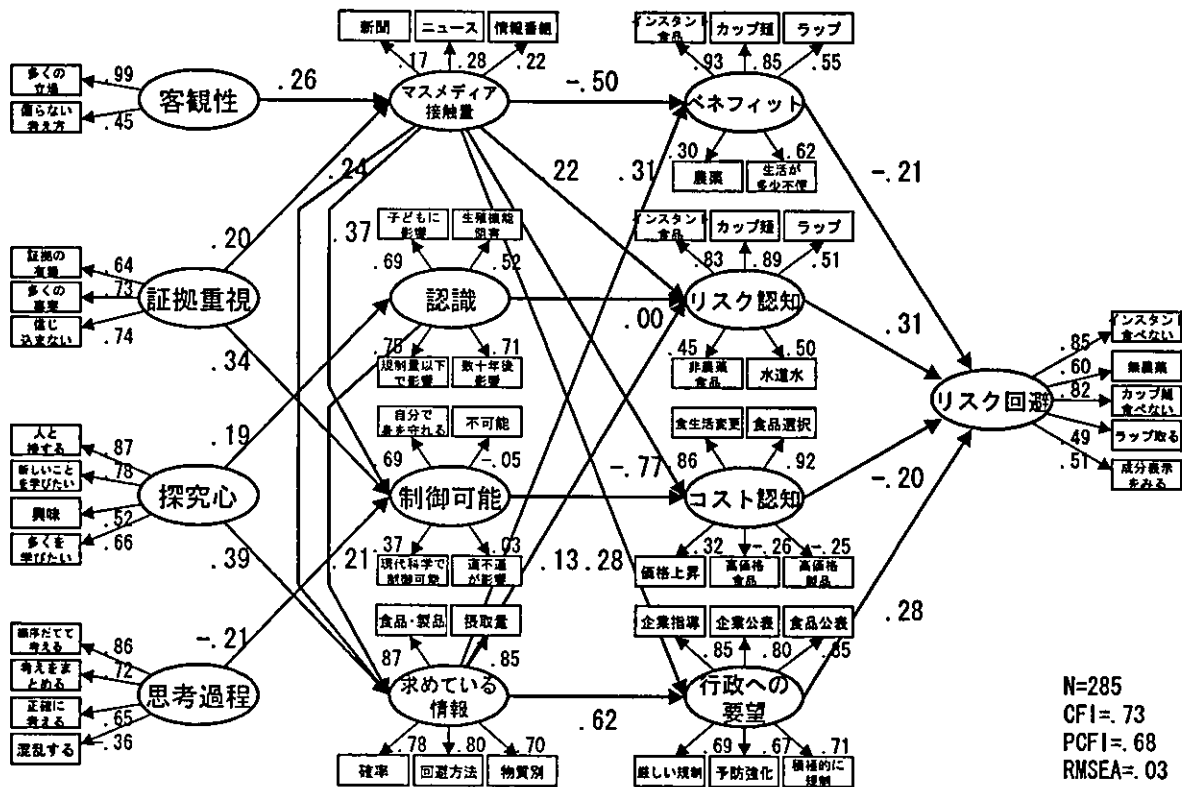 新聞
ニュース
情報番組
.17
.28
.22
インスタント
食品
カップ麺
ラップ
.93
.85
.55
多くの
立場
.99
偏らない
考え方
.45
客観性
.26
マスメディア
接触量
-.50
ベネフィット
.30
農薬
.62
生活が
多少不便
-.21
.24
.22
.31
.20
.37
証拠の
有無
.64
多くの
事実
.73
信じ
込まない
.74
証拠重視
.34
子どもに
影響
生殖機能
阻害
.69
.52
認識
.75
規制量以下
で影響
.71
数十年後
影響
インスタント
食品
カップ麺
ラップ
.83
.89
.51
リスク認知
.00
.45
非農薬
食品
.50
水道水
.31
インスタント
食べない
.85
無農薬
.60
カップ麺
食べない
.82
ラップ取る
.49
成分表示
をみる
.51
リスク回避
.19
人と
接する
.87
新しいこと
を学びたい
.78
興味
.52
多くを
学びたい
.66
探究心
.39
自分で
身を守れる
不可能
.69
-.05
制御可能
-.77
.37
現代科学で
制御可能
.03
運不運
が影響
食生活変更
食品選択
.86
.92
コスト認知
-.20
.32
価格上昇
-.26
高価格
食品
-.25
高価格
製品
.21
.13
.28
.28
-.21
順序だてて
考える
.86
考えをま
とめる
.72
正確に
考える
.65
混乱する
-.36
思考過程
食品・製品
摂取量
.87
.85
求めている
情報
.62
.78
確率
.80
回避方法
.70
物質別
企業指導
企業公表
食品公表
.85
.80
.85
行政への
要望
.69
厳しい規制
.67
予防強化
.71
積極的に
規制
N=285
CFI=.73
PCFI=.68
RMSEA=.03